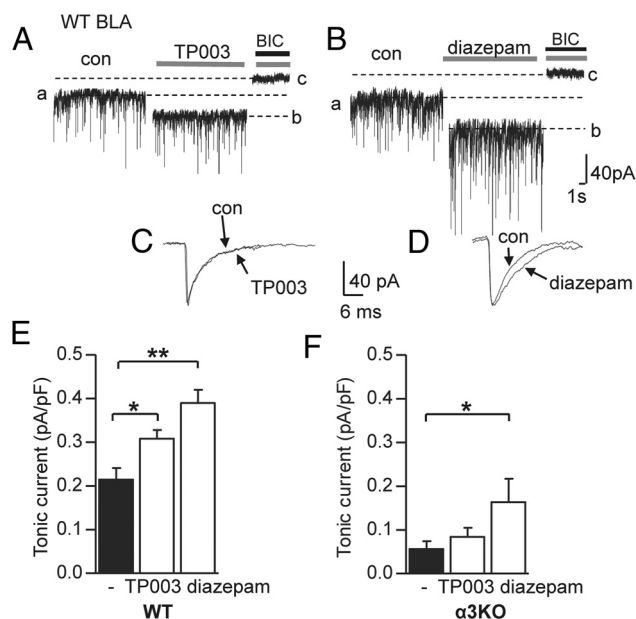 WT BLA
A
con
TP003
BIC
a
b
c
B
con
diazepam
BIC
a
b
c
40pA
1s
C
con
TP003
40 pA
6 ms
D
con
diazepam
E
Tonic current (pA/pF)
0.5
0.4
0.3
0.2
0.1
0.0
*
**
- TP003 diazepam
WT
F
Tonic current (pA/pF)
0.5
0.4
0.3
0.2
0.1
0.0
*
- TP003 diazepam
α3KO